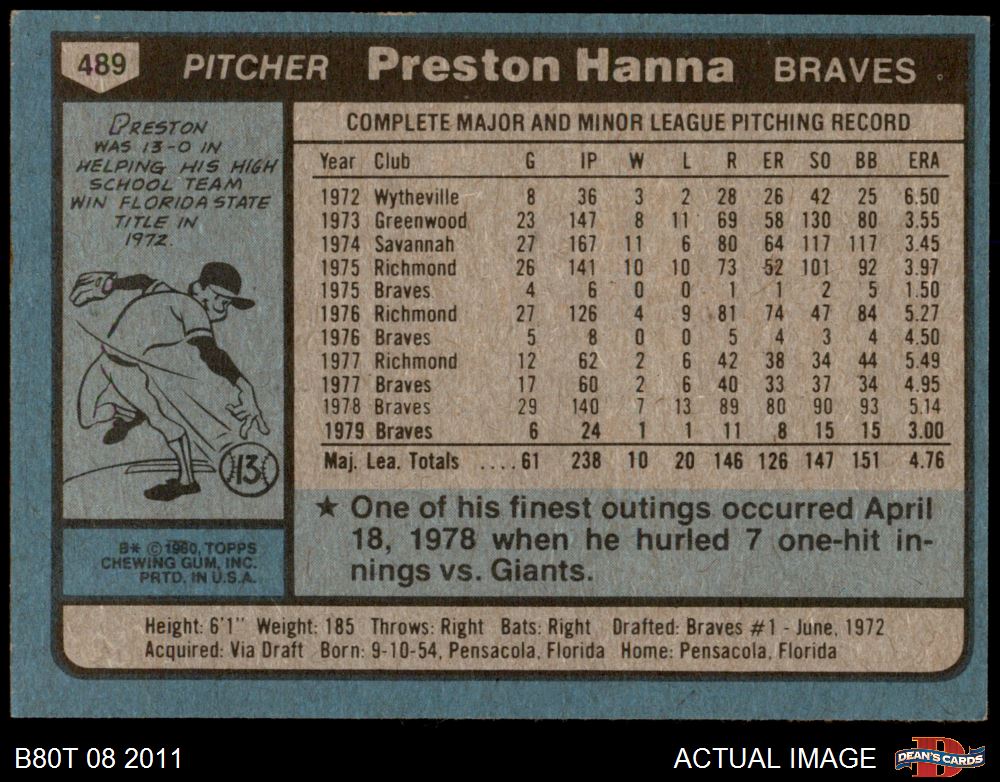 489 PITCHER Preston Hanna BRAVES
PRESTON
WAS 13-0 IN
HELPING HIS HIGH
SCHOOL TEAM
WIN FLORIDA STATE
TITLE IN
1972.
13
B* © 1980, TOPPS
CHEWING GUM, INC.
PRTD. IN U.S.A.
COMPLETE MAJOR AND MINOR LEAGUE PITCHING RECORD
Year Club G IP W L R ER SO BB ERA
1972 Wytheville 8 36 3 2 28 26 42 25 6.50
1973 Greenwood 23 147 8 11 69 58 130 80 3.55
1974 Savannah 27 167 11 6 80 64 117 117 3.45
1975 Richmond 26 141 10 10 73 52 101 92 3.97
1975 Braves 4 6 0 0 1 1 2 5 1.50
1976 Richmond 27 126 4 9 81 74 47 84 5.27
1976 Braves 5 8 0 0 5 4 3 4 4.50
1977 Richmond 12 62 2 6 42 38 34 44 5.49
1977 Braves 17 60 2 6 40 33 37 34 4.95
1978 Braves 29 140 7 13 89 80 90 93 5.14
1979 Braves 6 24 1 1 11 8 15 15 3.00
Maj. Lea. Totals ....61 238 10 20 146 126 147 151 4.76
★ One of his finest outings occurred April
18, 1978 when he hurled 7 one-hit in-
nings vs. Giants.
Height: 6'1" Weight: 185 Throws: Right Bats: Right Drafted: Braves #1 - June, 1972
Acquired: Via Draft Born: 9-10-54, Pensacola, Florida Home: Pensacola, Florida
B80T 08 2011 ACTUAL IMAGE D DEAN'S CARDS